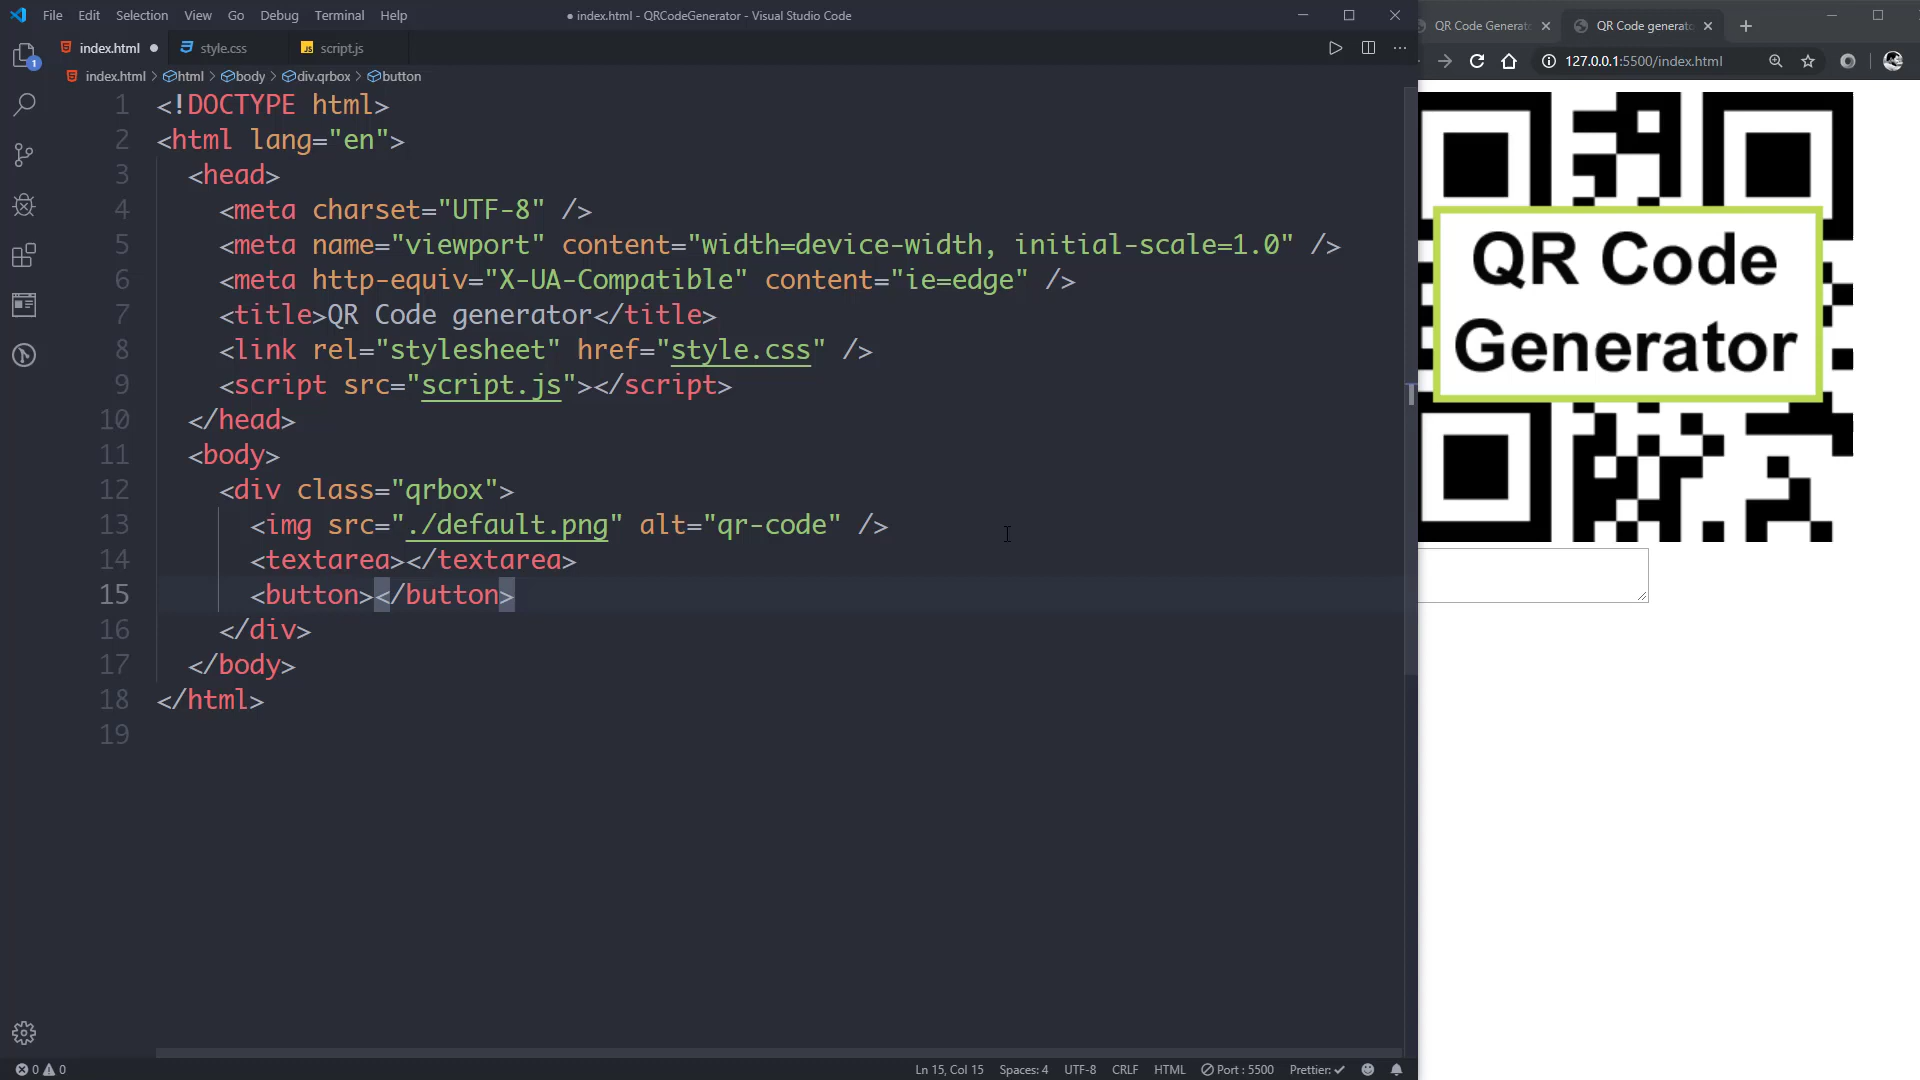 File Edit Selection View Go Debug Terminal Help
● index.html - QRCodeGenerator - Visual Studio Code
QR Code Generat
QR Code generato
1
index.html
style.css
JS script.js
127.0.0.1:5500/index.html
index.html > html > body > div.qrbox > button
1 <!DOCTYPE html>
2 <html lang="en">
3 <head>
4 <meta charset="UTF-8" />
5 <meta name="viewport" content="width=device-width, initial-scale=1.0" />
6 <meta http-equiv="X-UA-Compatible" content="ie=edge" />
7 <title>QR Code generator</title>
8 <link rel="stylesheet" href="style.css" />
9 <script src="script.js"></script>
10 </head>
11 <body>
12 <div class="qrbox">
13 <img src="./default.png" alt="qr-code" />
14 <textarea></textarea>
15 <button></button>
16 </div>
17 </body>
18 </html>
19
QR Code
Generator
0 0
Ln 15, Col 15 Spaces: 4 UTF-8 CRLF HTML Port : 5500 Prettier: ✓